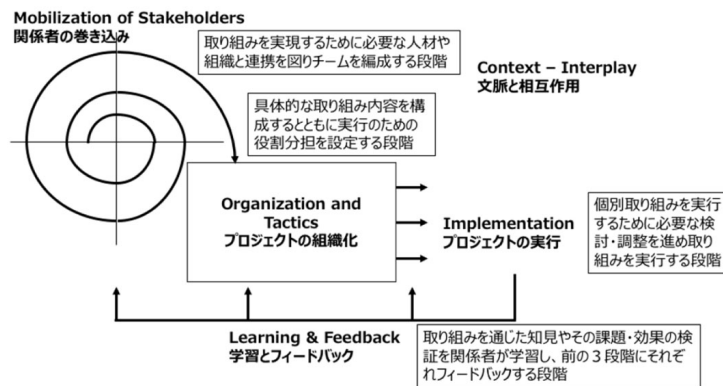 Mobilization of Stakeholders
関係者の巻き込み
取り組みを実現するために必要な人材や
組織と連携を図りチームを編成する段階
Context – Interplay
文脈と相互作用
具体的な取り組み内容を構
成するとともに実行のための
役割分担を設定する段階
Organization and
Tactics
プロジェクトの組織化
Implementation
プロジェクトの実行
個別取り組みを実行
するために必要な検
討・調整を進め取り
組みを実行する段階
Learning & Feedback
学習とフィードバック
取り組みを通じた知見やその課題・効果の検
証を関係者が学習し、前の３段階にそれぞ
れフィードバックする段階